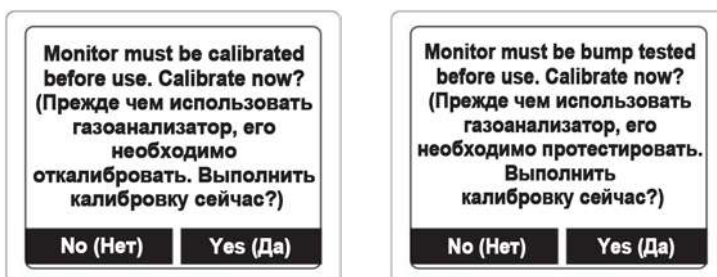 Monitor must be calibrated
before use. Calibrate now?
(Прежде чем использовать
газоанализатор, его
необходимо
откалибровать. Выполнить
калибровку сейчас?)
No (Нет)
Yes (Да)
Monitor must be bump tested
before use. Calibrate now?
(Прежде чем использовать
газоанализатор, его
необходимо протестировать.
Выполнить
калибровку сейчас?)
No (Нет)
Yes (Да)